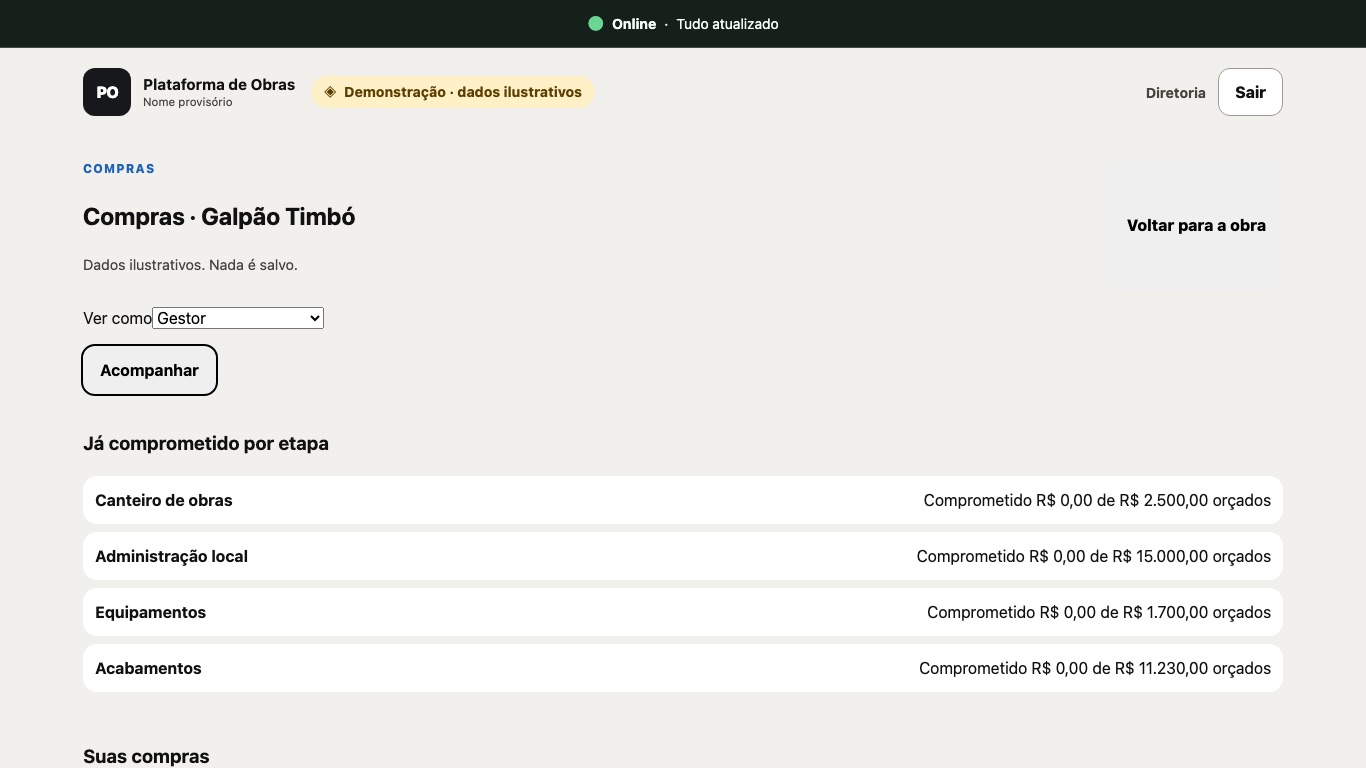 Online · Tudo atualizado
PO
Plataforma de Obras
Nome provisório
◈ Demonstração · dados ilustrativos
Diretoria
Sair
COMPRAS
Compras · Galpão Timbó
Dados ilustrativos. Nada é salvo.
Voltar para a obra
Ver como Gestor
Acompanhar
Já comprometido por etapa
Canteiro de obras Comprometido R$ 0,00 de R$ 2.500,00 orçados
Administração local Comprometido R$ 0,00 de R$ 15.000,00 orçados
Equipamentos Comprometido R$ 0,00 de R$ 1.700,00 orçados
Acabamentos Comprometido R$ 0,00 de R$ 11.230,00 orçados
Suas compras